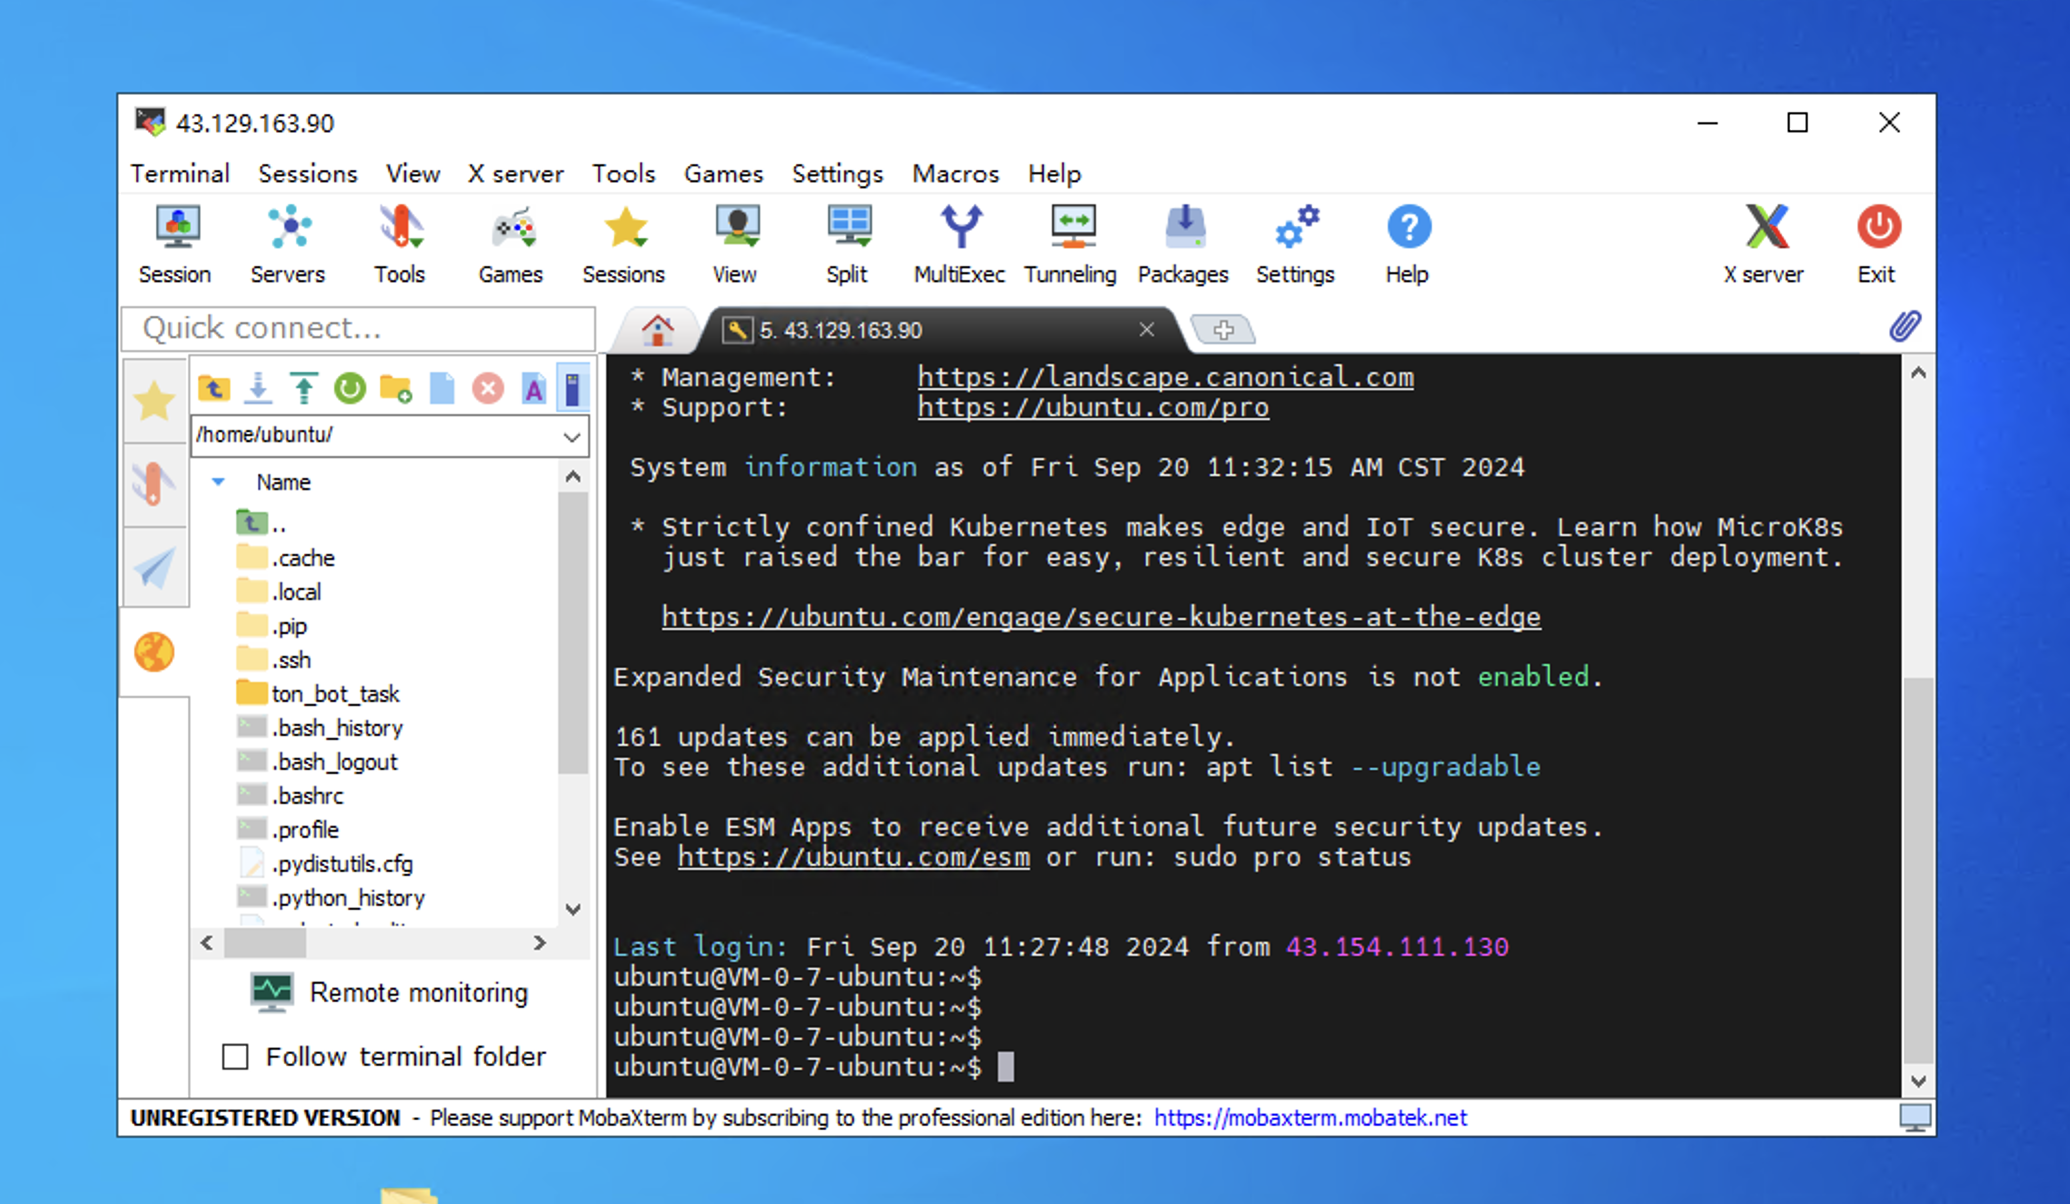 43.129.163.90
Terminal Sessions View X server Tools Games Settings Macros Help
Session Servers Tools Games Sessions View Split MultiExec Tunneling Packages Settings Help X server Exit
Quick connect...
5. 43.129.163.90
/home/ubuntu/
Name
..
.cache
.local
.pip
.ssh
ton_bot_task
.bash_history
.bash_logout
.bashrc
.profile
.pydistutils.cfg
.python_history
Remote monitoring
Follow terminal folder
* Management: https://landscape.canonical.com
* Support: https://ubuntu.com/pro
System information as of Fri Sep 20 11:32:15 AM CST 2024
* Strictly confined Kubernetes makes edge and IoT secure. Learn how MicroK8s
just raised the bar for easy, resilient and secure K8s cluster deployment.
https://ubuntu.com/engage/secure-kubernetes-at-the-edge
Expanded Security Maintenance for Applications is not enabled.
161 updates can be applied immediately.
To see these additional updates run: apt list --upgradable
Enable ESM Apps to receive additional future security updates.
See https://ubuntu.com/esm or run: sudo pro status
Last login: Fri Sep 20 11:27:48 2024 from 43.154.111.130
ubuntu@VM-0-7-ubuntu:~$
ubuntu@VM-0-7-ubuntu:~$
ubuntu@VM-0-7-ubuntu:~$
ubuntu@VM-0-7-ubuntu:~$
UNREGISTERED VERSION - Please support MobaXterm by subscribing to the professional edition here: https://mobaxterm.mobatek.net